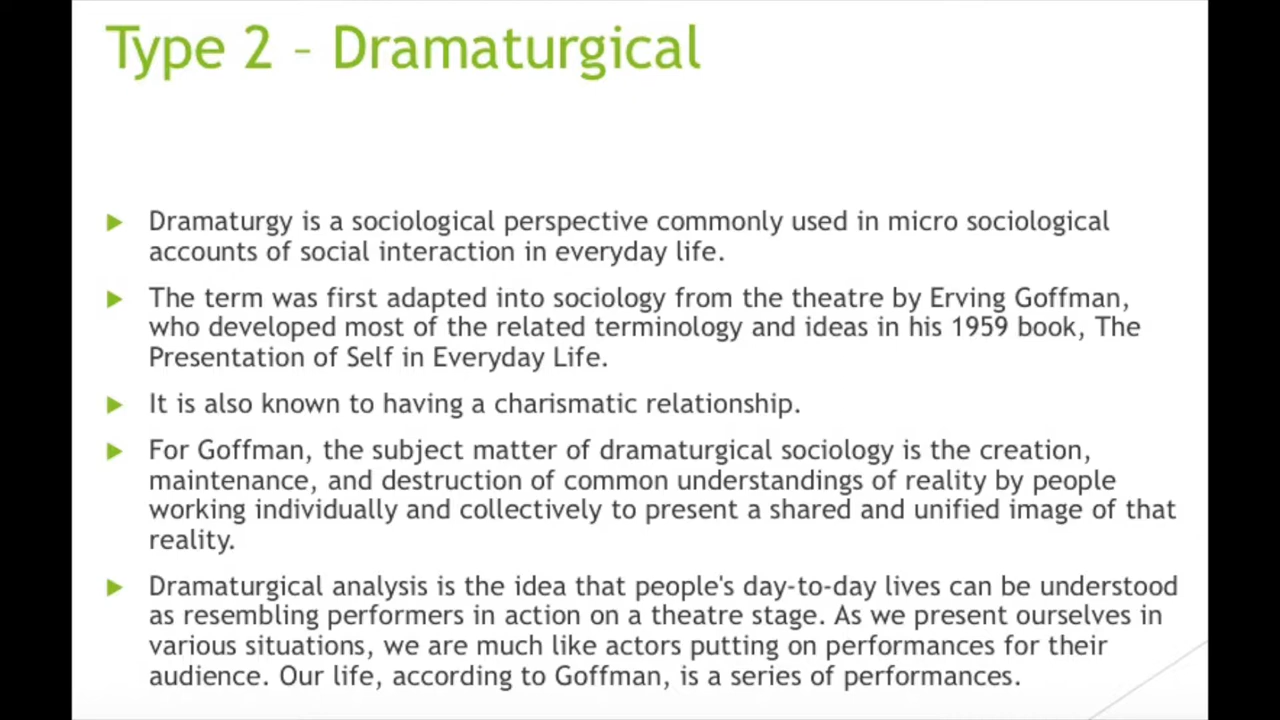 Type 2 – Dramaturgical
Dramaturgy is a sociological perspective commonly used in micro sociological
accounts of social interaction in everyday life.
The term was first adapted into sociology from the theatre by Erving Goffman,
who developed most of the related terminology and ideas in his 1959 book, The
Presentation of Self in Everyday Life.
It is also known to having a charismatic relationship.
For Goffman, the subject matter of dramaturgical sociology is the creation,
maintenance, and destruction of common understandings of reality by people
working individually and collectively to present a shared and unified image of that
reality.
Dramaturgical analysis is the idea that people's day-to-day lives can be understood
as resembling performers in action on a theatre stage. As we present ourselves in
various situations, we are much like actors putting on performances for their
audience. Our life, according to Goffman, is a series of performances.